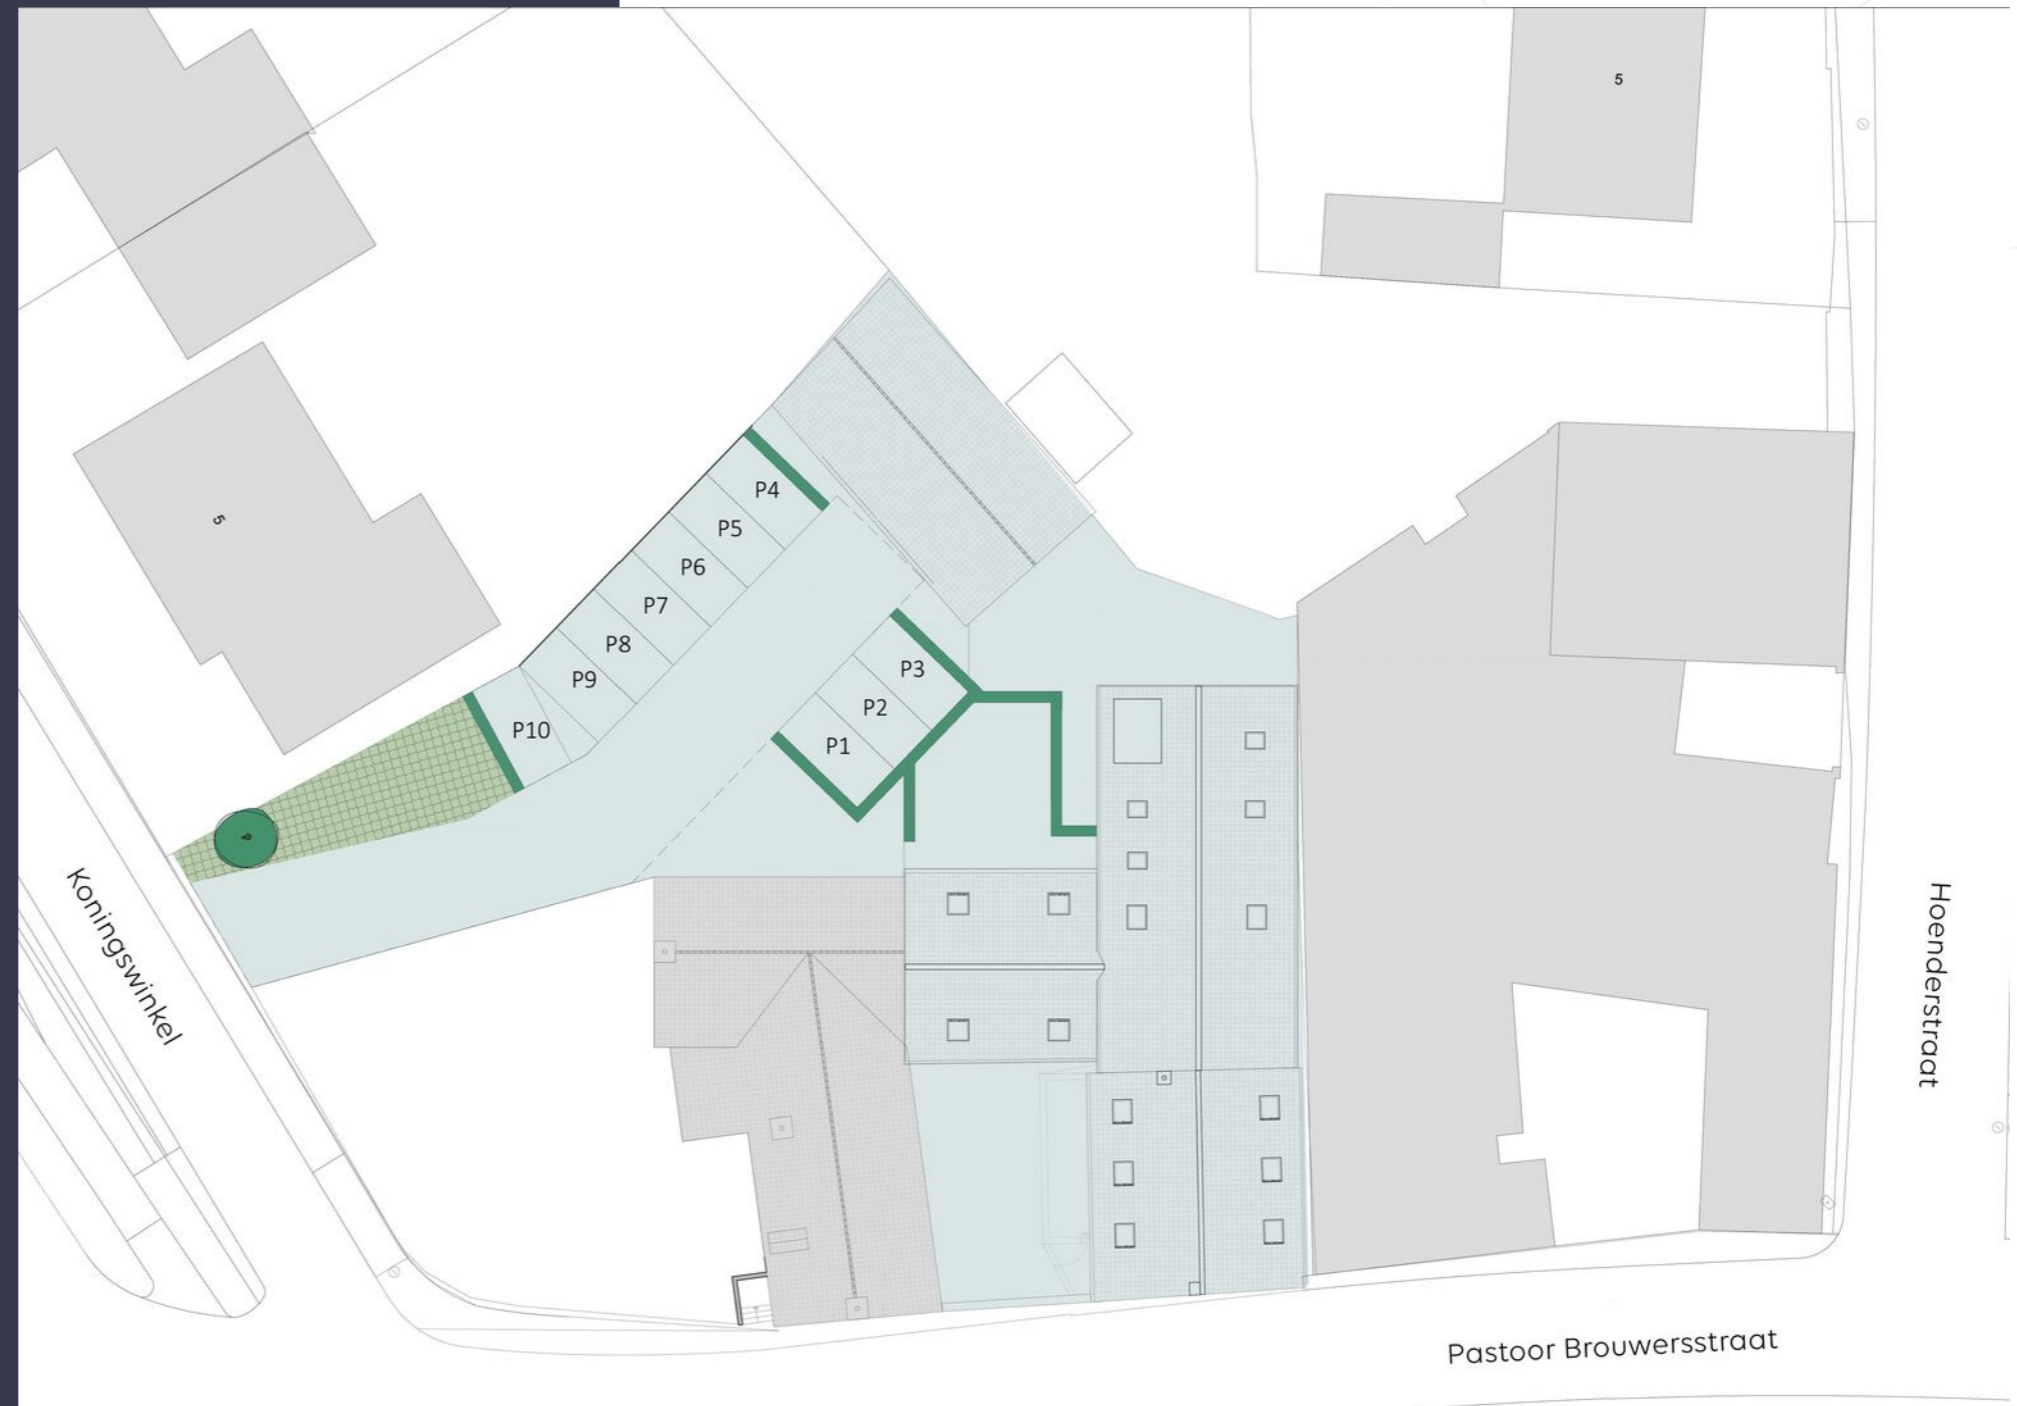 5
5
P4
P5
P6
P7
P8
P9
P10
P3
P2
P1
Koningswinkel
Hoenderstraat
Pastoor Brouwersstraat